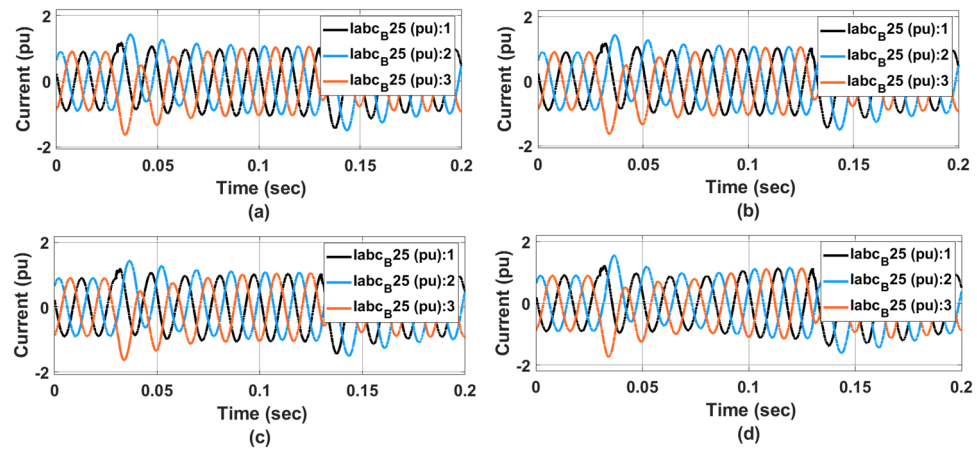 2
Current (pu)
0
-2
Iabc_B25 (pu):1
Iabc_B25 (pu):2
Iabc_B25 (pu):3
0 0.05 0.1 0.15 0.2
Time (sec)
(a)
2
Current (pu)
0
-2
Iabc_B25 (pu):1
Iabc_B25 (pu):2
Iabc_B25 (pu):3
0 0.05 0.1 0.15 0.2
Time (sec)
(b)
2
Current (pu)
0
-2
Iabc_B25 (pu):1
Iabc_B25 (pu):2
Iabc_B25 (pu):3
0 0.05 0.1 0.15 0.2
Time (sec)
(c)
2
Current (pu)
0
-2
Iabc_B25 (pu):1
Iabc_B25 (pu):2
Iabc_B25 (pu):3
0 0.05 0.1 0.15 0.2
Time (sec)
(d)